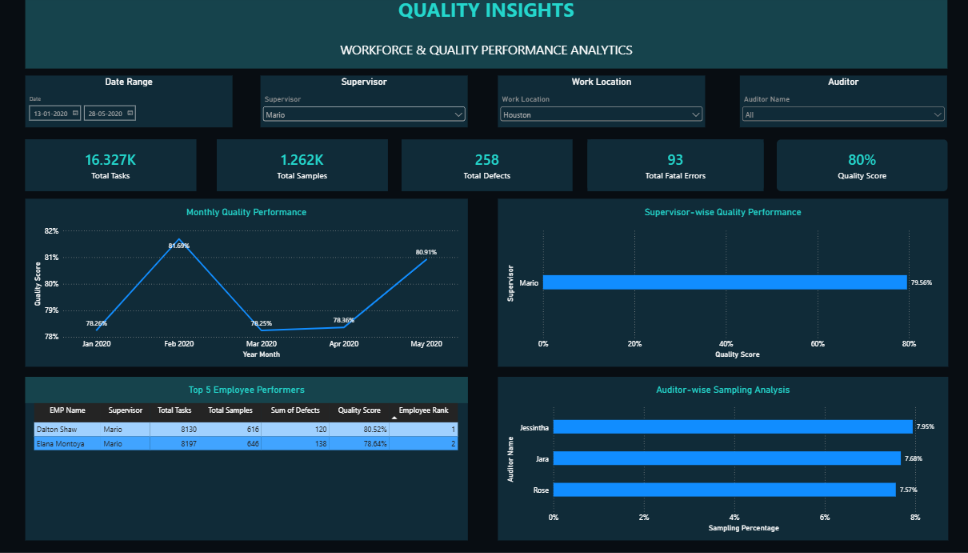 QUALITY INSIGHTS
WORKFORCE & QUALITY PERFORMANCE ANALYTICS
Date Range
Date
13-01-2020 28-05-2020
Supervisor
Supervisor
Mario
Work Location
Work Location
Houston
Auditor
Auditor Name
All
16.327K
Total Tasks
1.262K
Total Samples
258
Total Defects
93
Total Fatal Errors
80%
Quality Score
Monthly Quality Performance
Quality Score
82%
81%
80%
79%
78%
78.26%
81.69%
78.25%
78.36%
80.91%
Jan 2020 Feb 2020 Mar 2020 Apr 2020 May 2020
Year Month
Supervisor-wise Quality Performance
Supervisor
Mario
79.56%
0% 20% 40% 60% 80%
Quality Score
Top 5 Employee Performers
EMP Name Supervisor Total Tasks Total Samples Sum of Defects Quality Score Employee Rank
Dalton Shaw Mario 8130 616 120 80.52% 1
Elana Montoya Mario 8197 646 138 78.64% 2
Auditor-wise Sampling Analysis
Auditor Name
Jessintha 7.95%
Jara 7.68%
Rose 7.57%
0% 2% 4% 6% 8%
Sampling Percentage